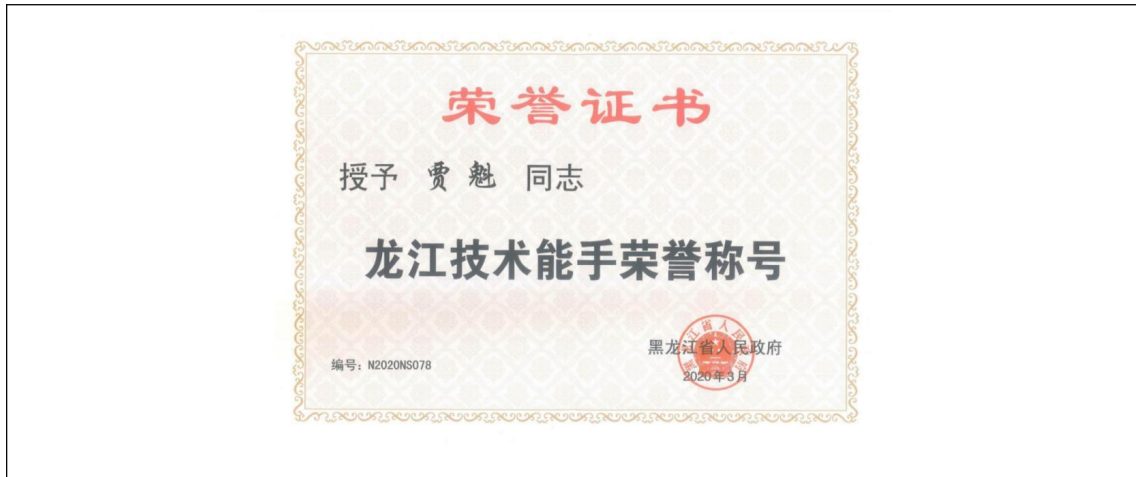 荣誉证书
授予 贾魁 同志
龙江技术能手荣誉称号
黑龙江省人民政府
编号：N2020NS078
2020年3月